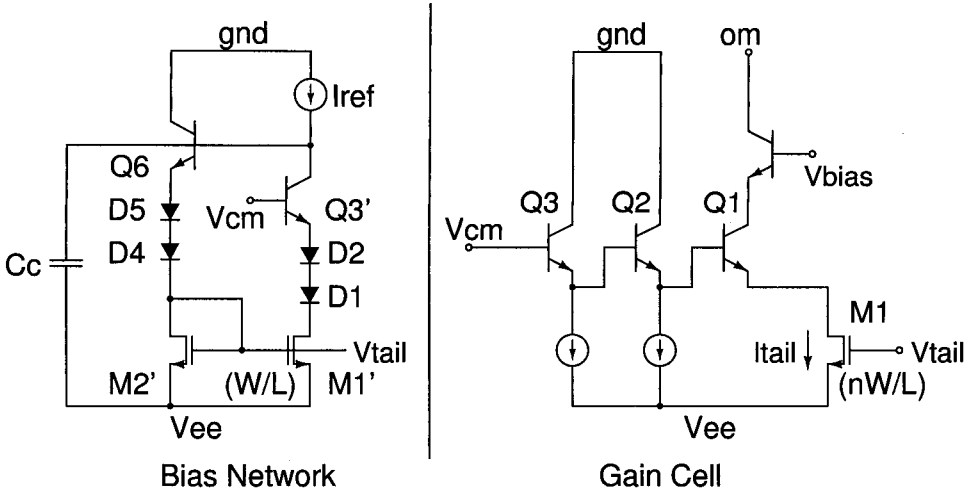 gnd
Iref
Q6
D5
D4
Vcm
Q3'
D2
D1
Cc
Vtail
M2'
(W/L)
M1'
Vee
Bias Network
gnd
om
Vbias
Q3
Q2
Q1
Vcm
M1
Itail
Vtail
(nW/L)
Vee
Gain Cell